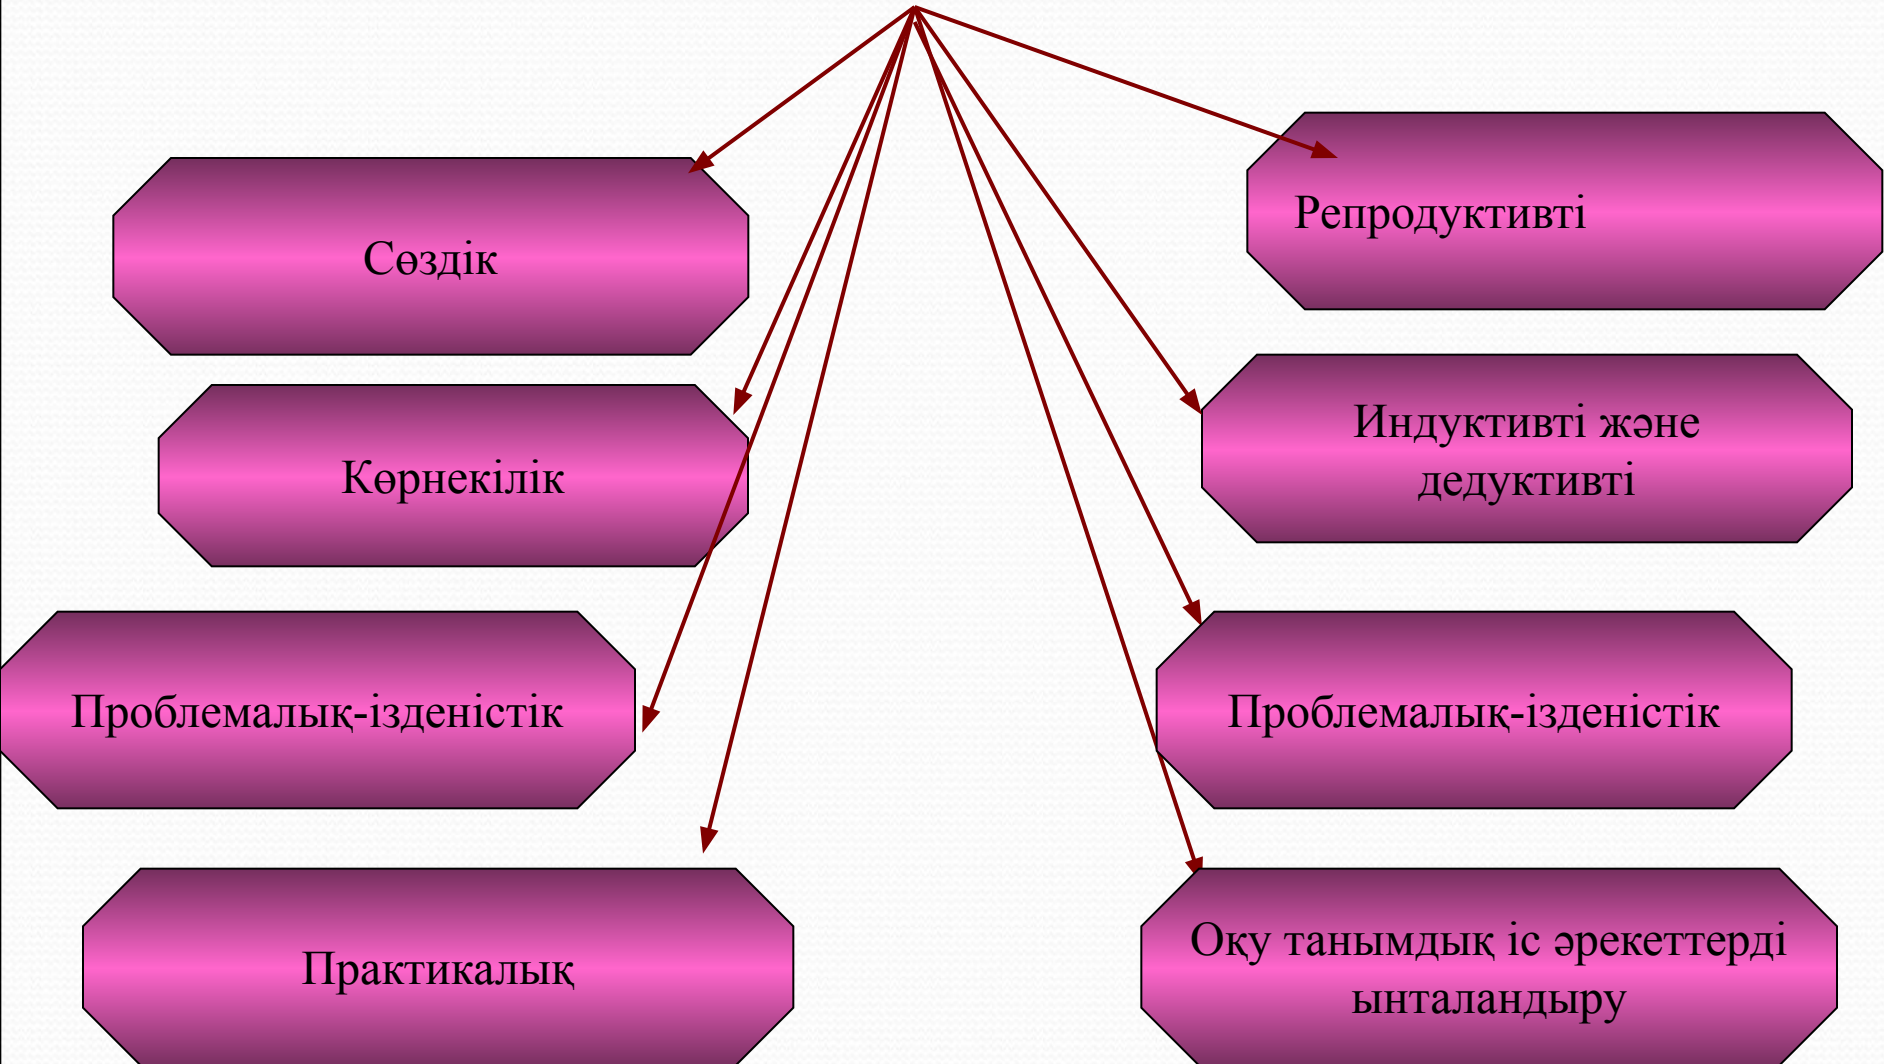 Сөздік
Көрнекілік
Проблемалық-ізденістік
Практикалық
Репродуктивті
Индуктивті және
дедуктивті
Проблемалық-ізденістік
Оқу танымдық іс әрекеттерді
ынталандыру